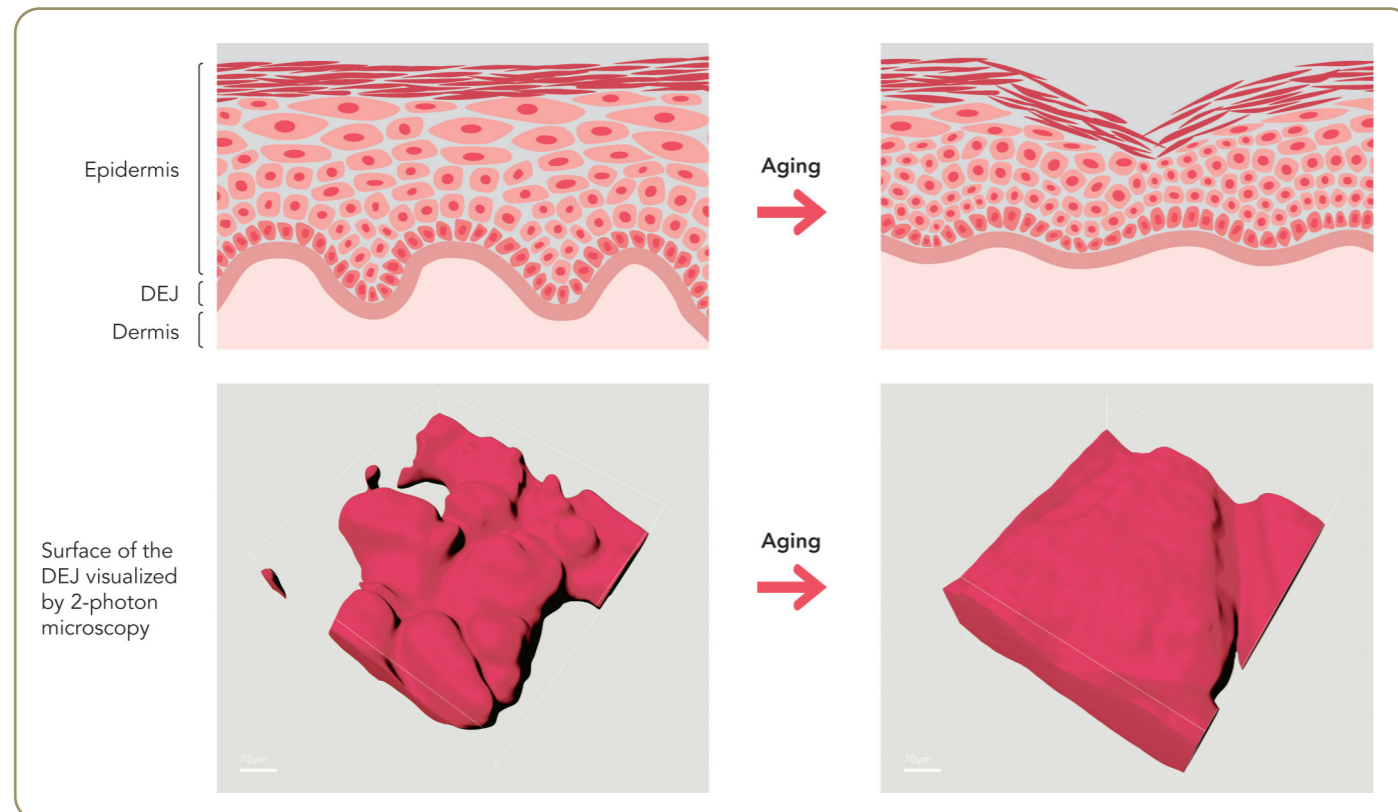 Epidermis
DEJ
Dermis
Aging
Surface of the
DEJ visualized
by 2-photon
microscopy
Aging
70µm
70µm